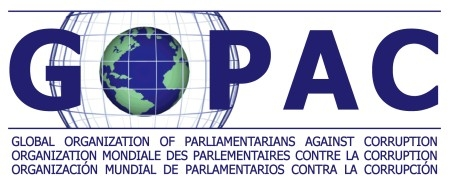 GOPAC
GLOBAL ORGANIZATION OF PARLIAMENTARIANS AGAINST CORRUPTION
ORGANIZATION MONDIALE DES PARLEMENTAIRES CONTRE LA CORRUPTION
ORGANIZACIÓN MUNDIAL DE PARLAMENTARIOS CONTRA LA CORRUPCIÓN